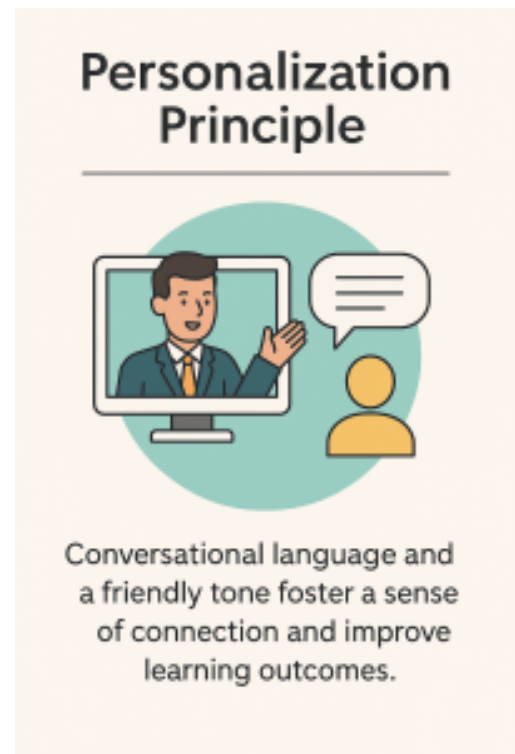 Personalization
Principle
Conversational language and
a friendly tone foster a sense
of connection and improve
learning outcomes.